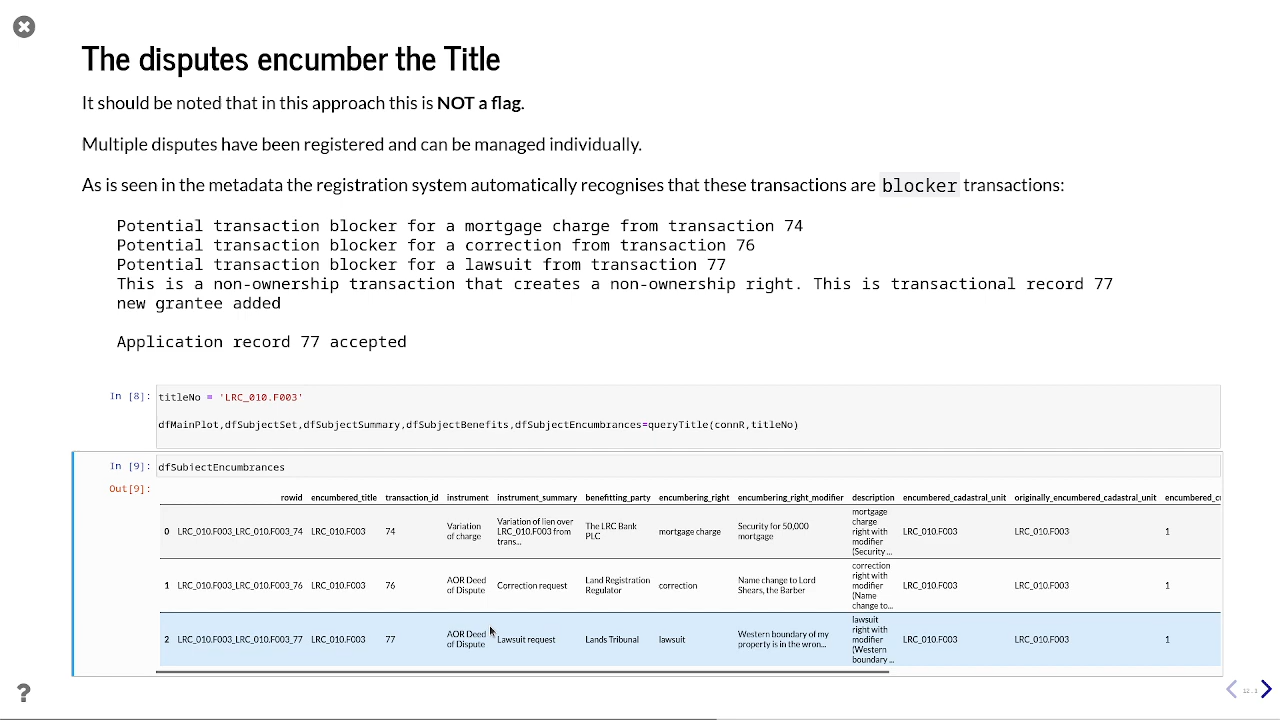 The disputes encumber the Title
It should be noted that in this approach this is NOT a flag.
Multiple disputes have been registered and can be managed individually.
As is seen in the metadata the registration system automatically recognises that these transactions are blocker transactions:
Potential transaction blocker for a mortgage charge from transaction 74
Potential transaction blocker for a correction from transaction 76
Potential transaction blocker for a lawsuit from transaction 77
This is a non-ownership transaction that creates a non-ownership right. This is transactional record 77
new grantee added
Application record 77 accepted
In [8]: titleNo = 'LRC_010.F003'
dfMainPlot,dfSubjectSet,dfSubjectSummary,dfSubjectBenefits,dfSubjectEncumbrances=queryTitle(connR,titleNo)
In [9]: dfSubjectEncumbrances
Out[9]:
rowid encumbered_title transaction_id instrument instrument_summary benefitting_party encumbering_right encumbering_right_modifier description encumbered_cadastral_unit originally_encumbered_cadastral_unit
0 LRC_010.F003_LRC_010.F003_74 LRC_010.F003 74 Variation of charge Variation of lien over LRC_010.F003 from trans... The LRC Bank PLC mortgage charge Security for 50,000 mortgage mortgage charge right with modifier (Security ... LRC_010.F003 LRC_010.F003 1
1 LRC_010.F003_LRC_010.F003_76 LRC_010.F003 76 AOR Deed of Dispute Correction request Land Registration Regulator correction Name change to Lord Shears, the Barber correction right with modifier (Name change to... LRC_010.F003 LRC_010.F003 1
2 LRC_010.F003_LRC_010.F003_77 LRC_010.F003 77 AOR Deed of Dispute Lawsuit request Lands Tribunal lawsuit Western boundary of my property is in the wron... lawsuit right with modifier (Western boundary ... LRC_010.F003 LRC_010.F003 1
?